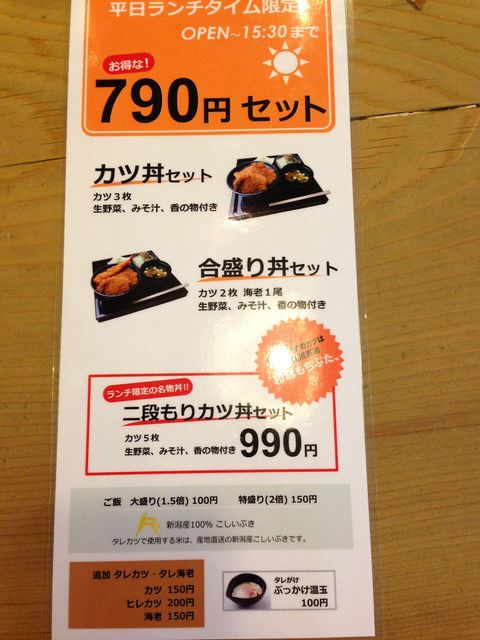 平日ランチタイム限定
OPEN~15:30まで
お得な!
790円 セット
カツ丼セット
カツ3枚
生野菜、みそ汁、香の物付き
合盛り丼セット
カツ2枚 海老1尾
生野菜、みそ汁、香の物付き
のカツは
直送
もちぶた。
ランチ限定の名物丼!!
二段もりカツ丼セット
カツ5枚
生野菜、みそ汁、香の物付き 990円
ご飯 大盛り(1.5倍) 100円 特盛り(2倍) 150円
新潟産100% こしいぶき
タレカツで使用する米は、産地直送の新潟産こしいぶきです。
追加 タレカツ・タレ海老
カツ 150円
ヒレカツ 200円
海老 150円
タレがけ
ぶっかけ温玉
100円